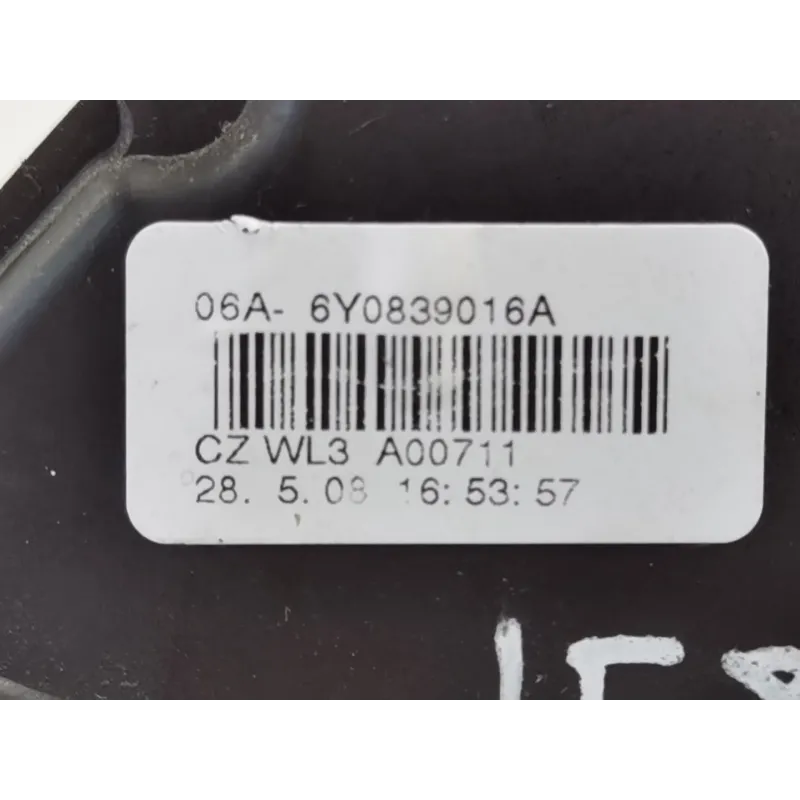 06A- 6Y0839016A
CZ WL3 A00711
28. 5.08 16:53:57